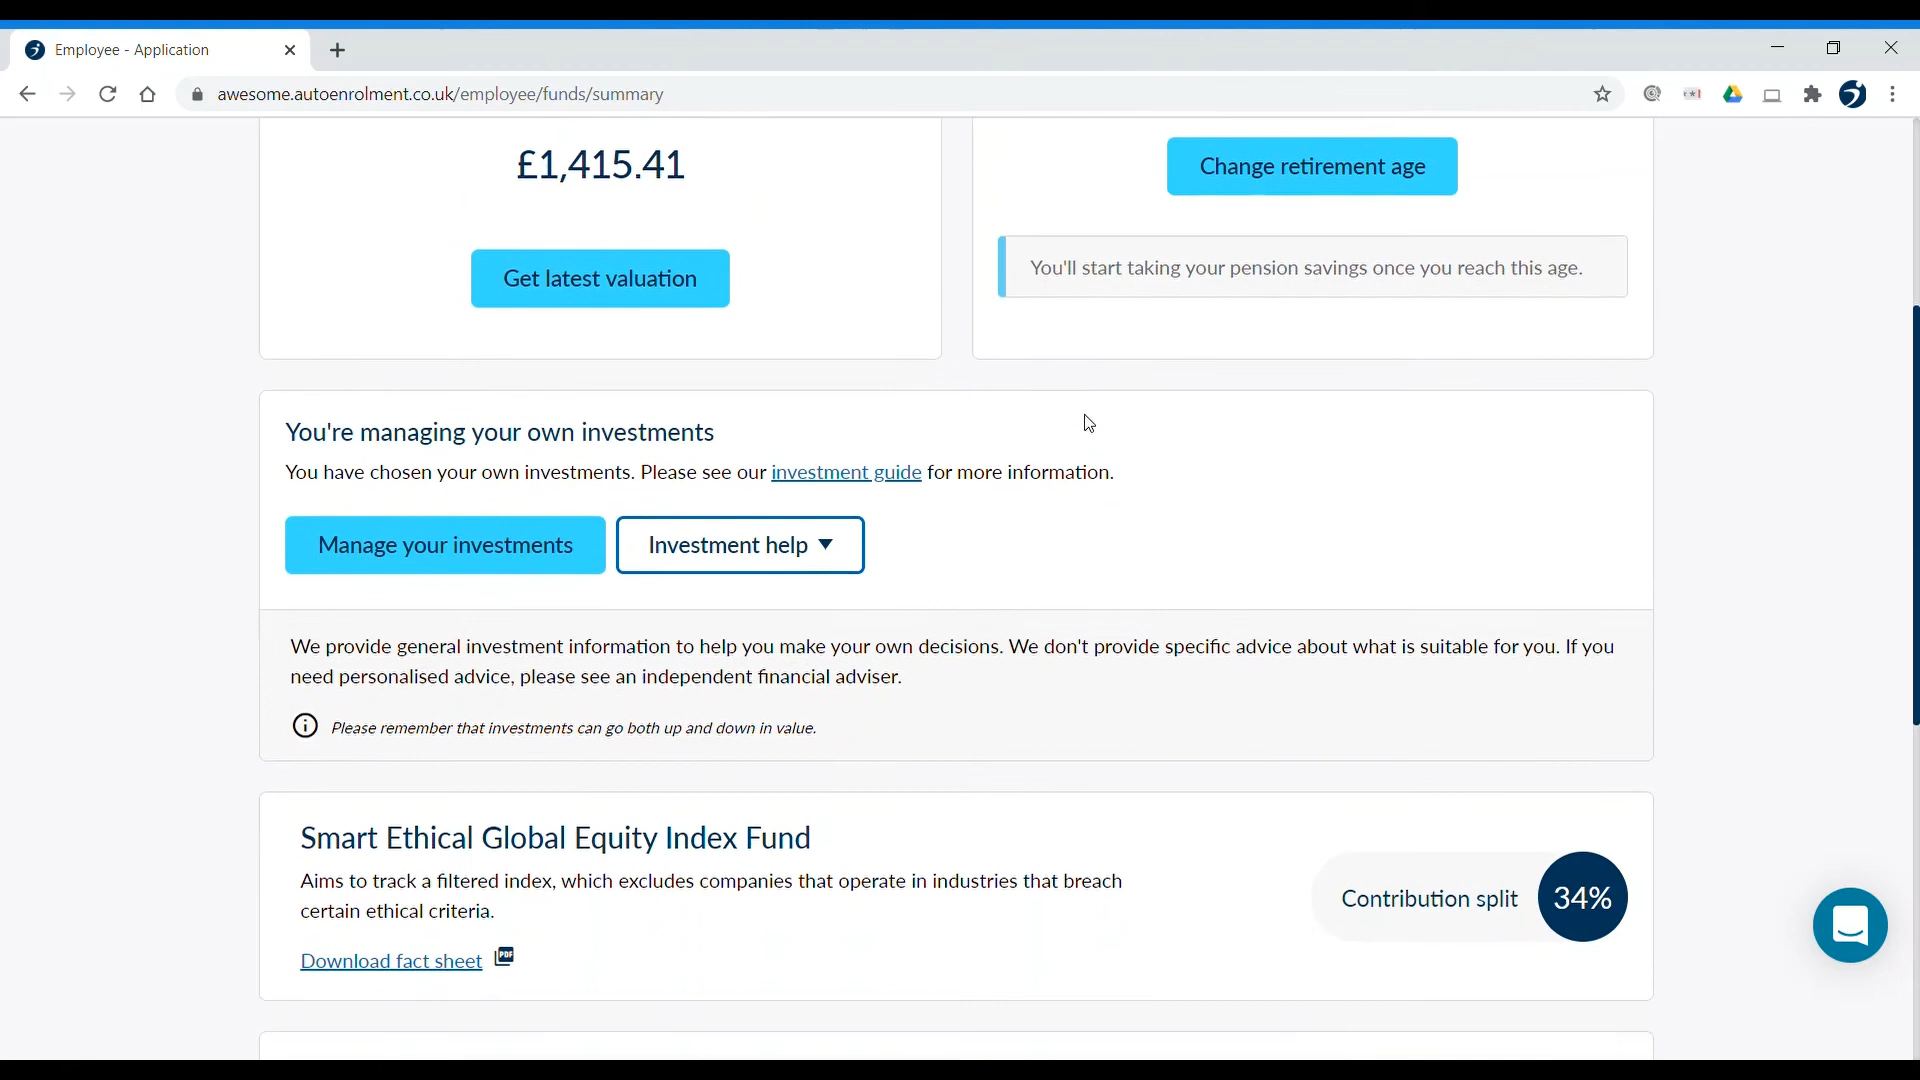 Employee - Application
awesome.autoenrolment.co.uk/employee/funds/summary
£1,415.41
Get latest valuation
Change retirement age
You'll start taking your pension savings once you reach this age.
You're managing your own investments
You have chosen your own investments. Please see our investment guide for more information.
Manage your investments
Investment help
We provide general investment information to help you make your own decisions. We don't provide specific advice about what is suitable for you. If you
need personalised advice, please see an independent financial adviser.
Please remember that investments can go both up and down in value.
Smart Ethical Global Equity Index Fund
Aims to track a filtered index, which excludes companies that operate in industries that breach
certain ethical criteria.
Contribution split 34%
Download fact sheet PDF